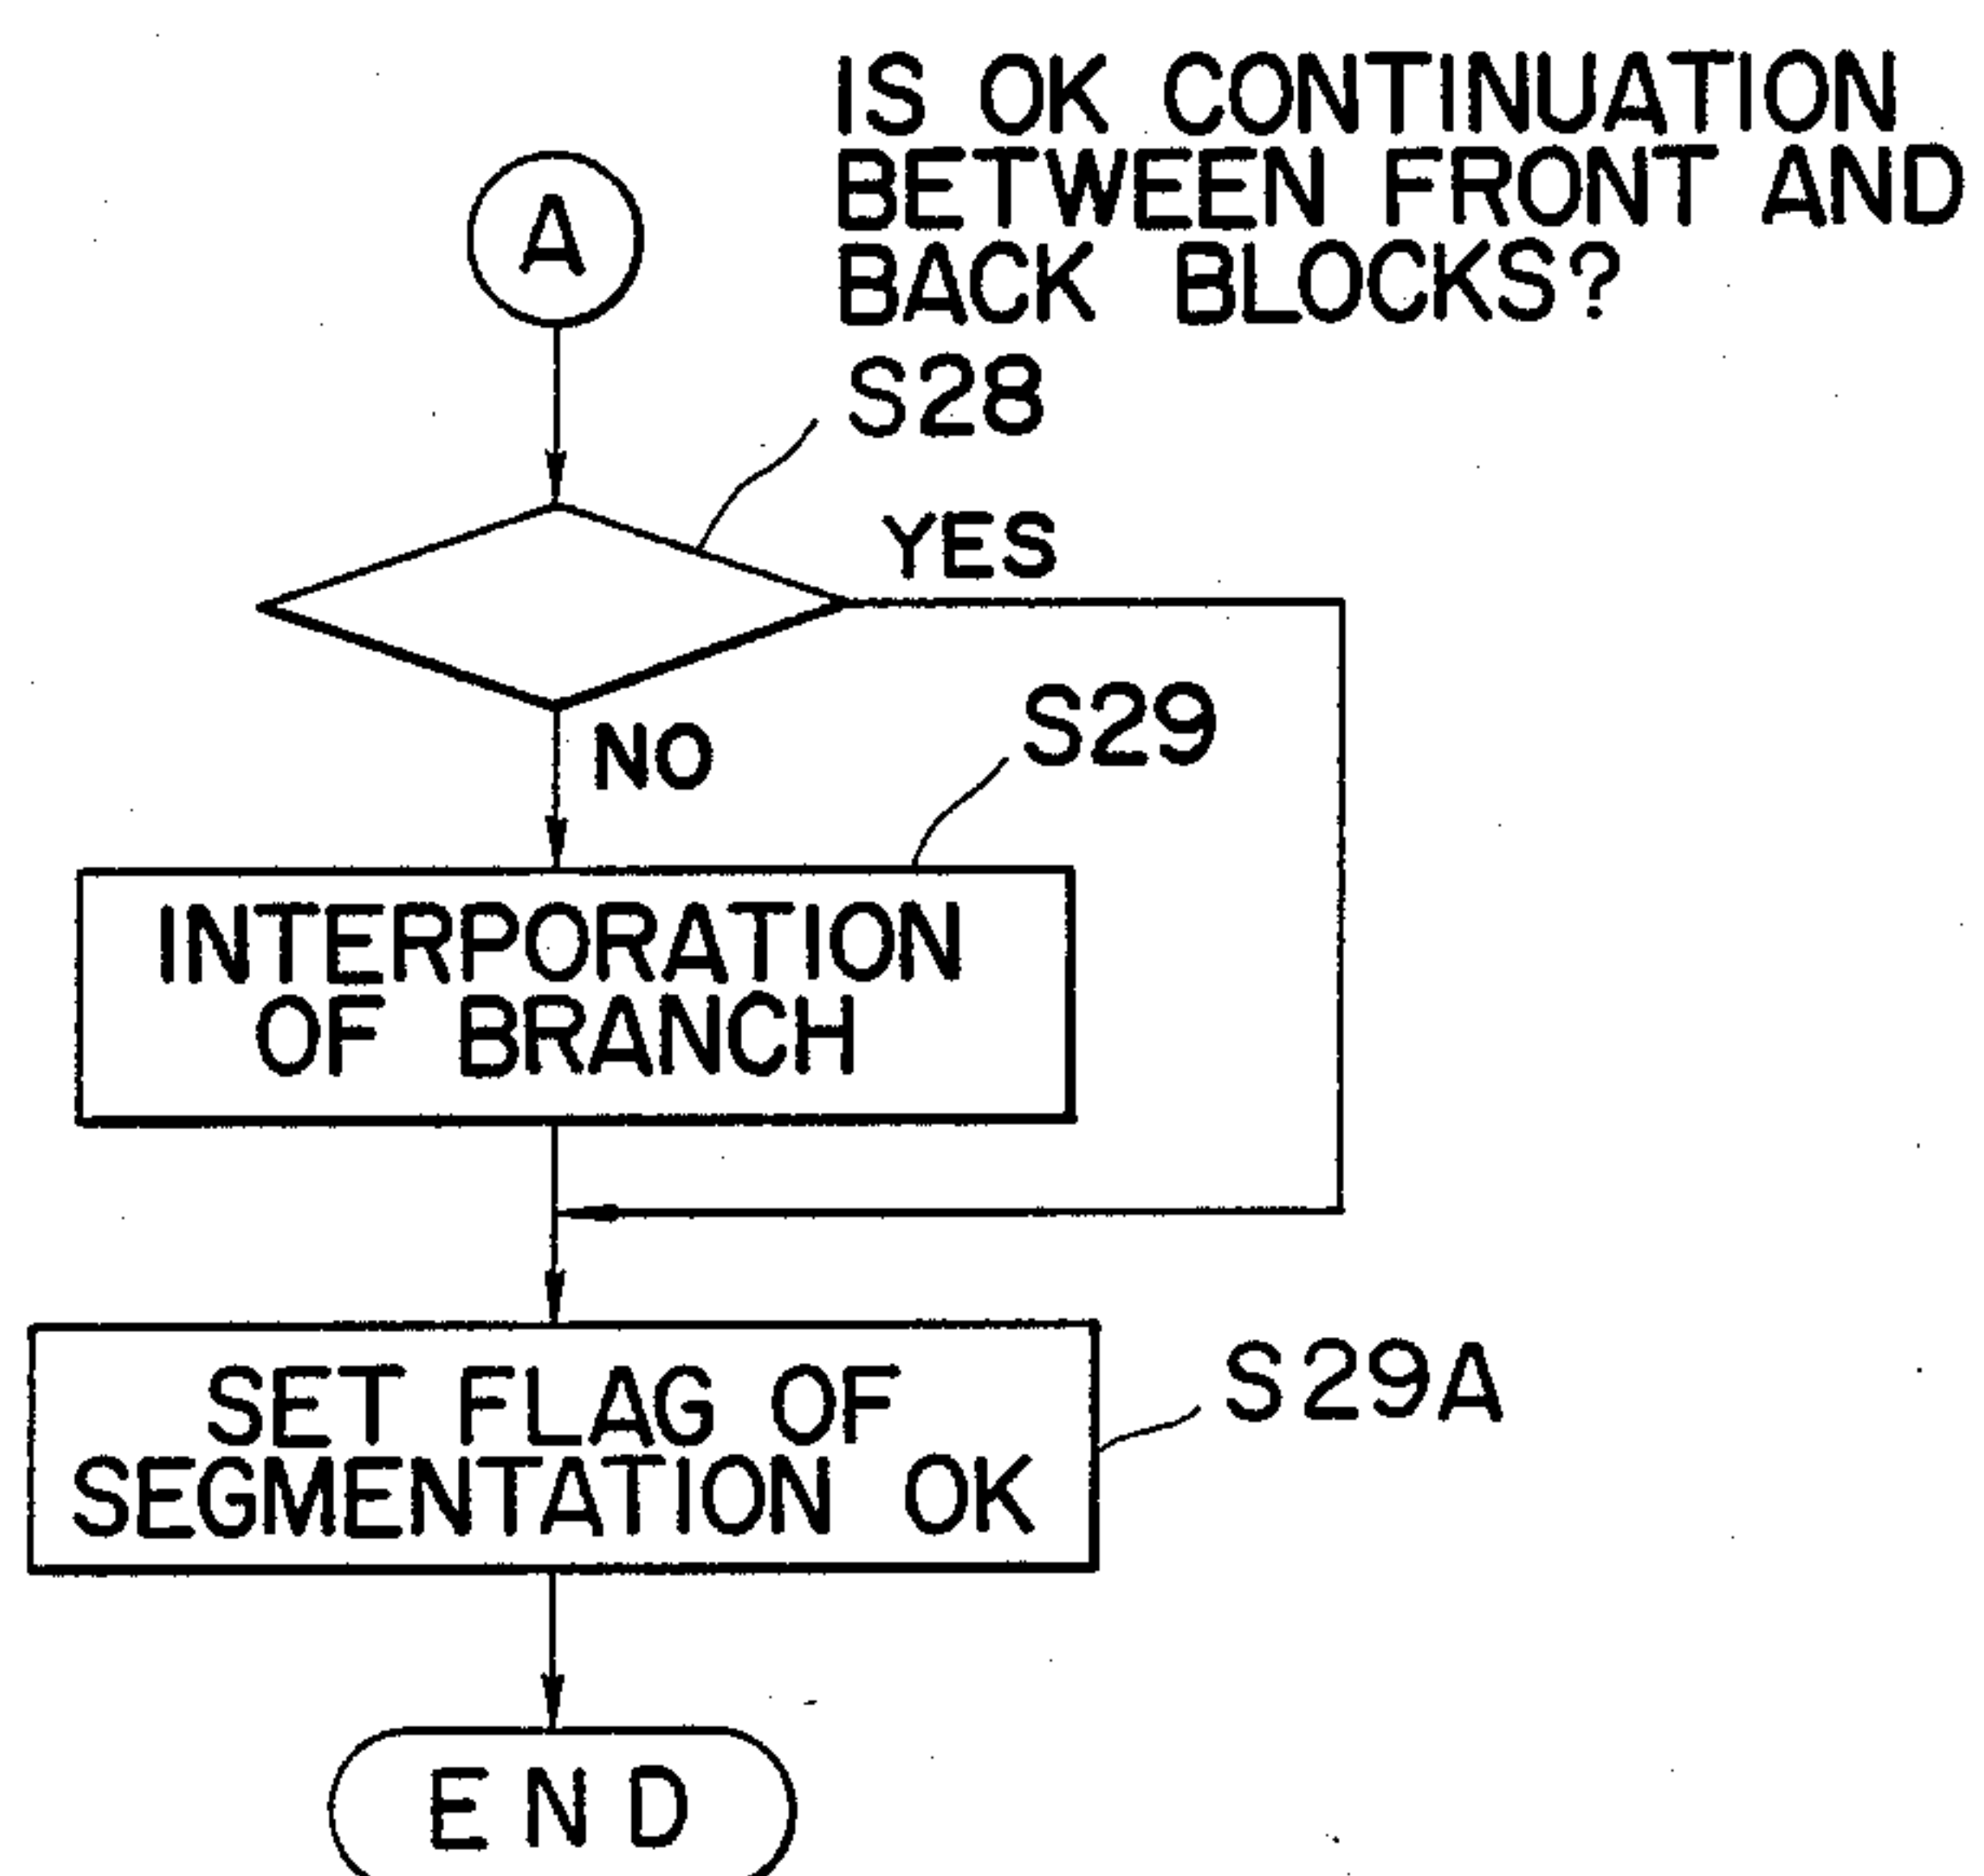 IS OK CONTINUATION
BETWEEN FRONT AND
BACK BLOCKS?
A
S28
YES
NO
S29
INTERPORATION
OF BRANCH
SET FLAG OF
SEGMENTATION OK
S29A
END